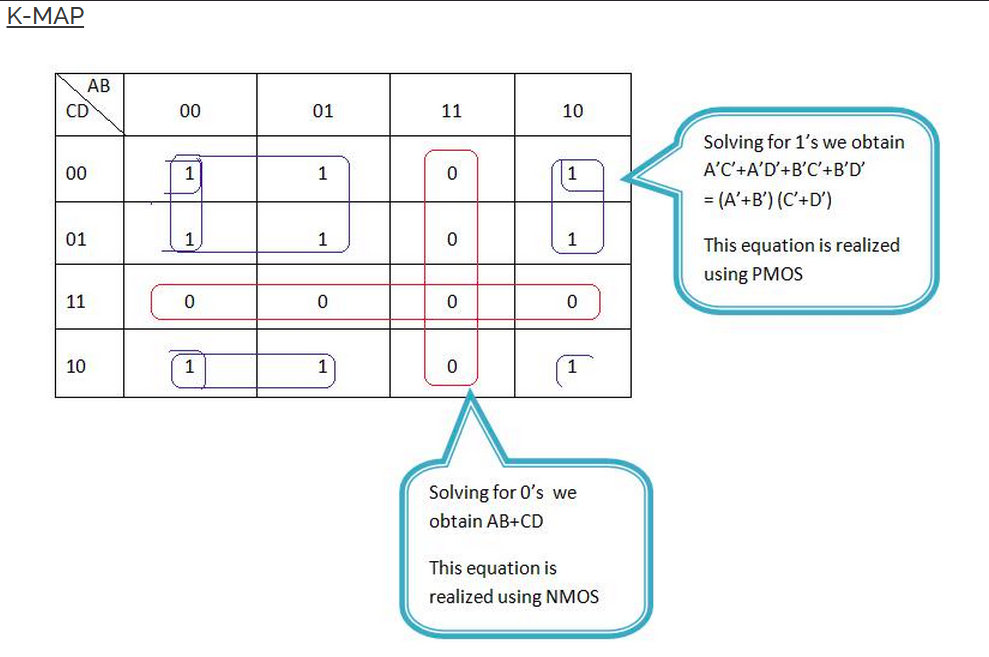 K-MAP
AB
CD 00 01 11 10
00 1 1 0 1
01 1 1 0 1
11 0 0 0 0
10 1 1 0 1
Solving for 1’s we obtain
A’C’+A’D’+B’C’+B’D’
= (A’+B’) (C’+D’)
This equation is realized
using PMOS
Solving for 0’s we
obtain AB+CD
This equation is
realized using NMOS